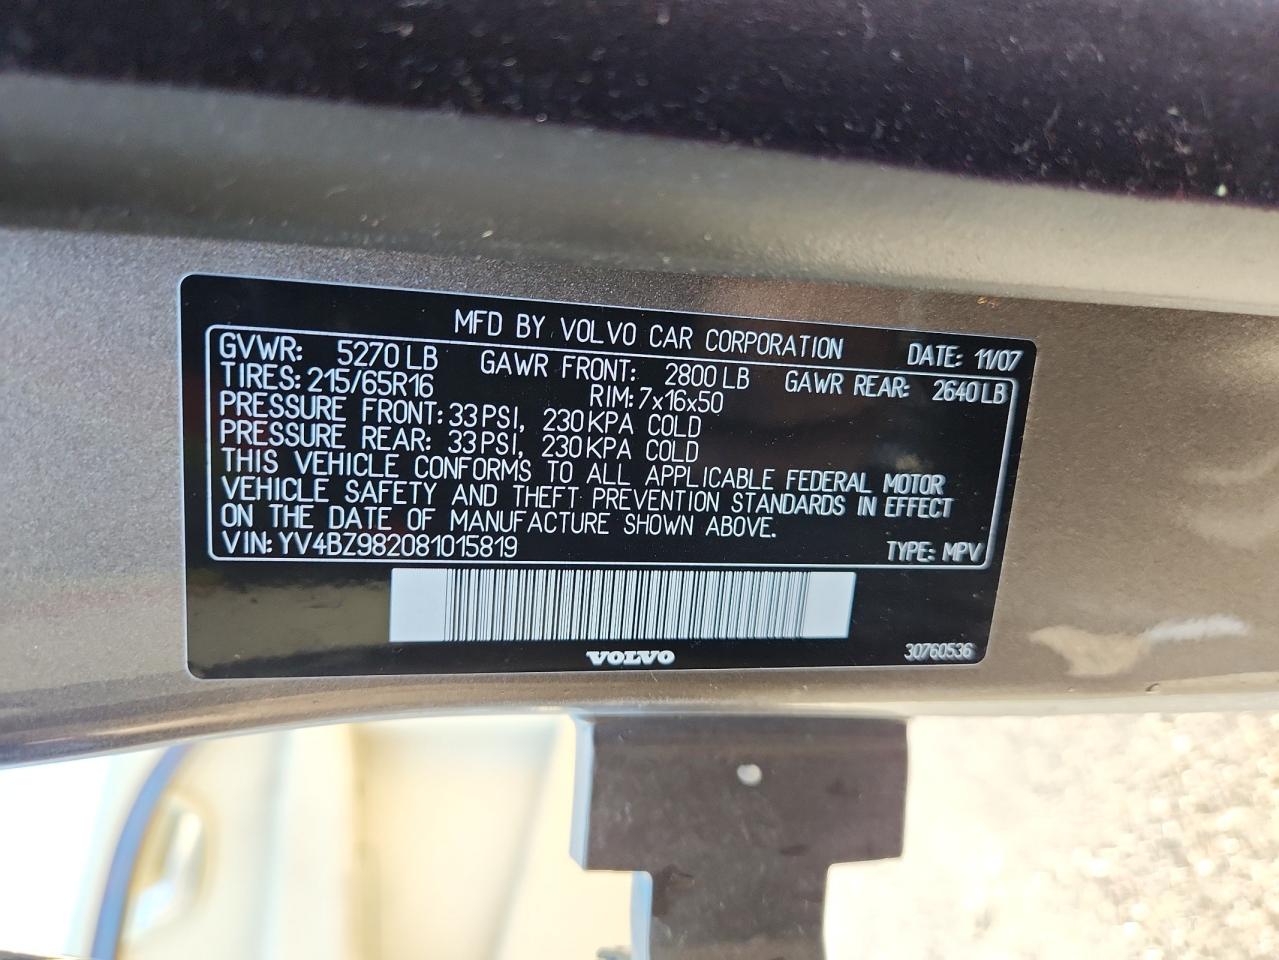 MFD BY VOLVO CAR CORPORATION DATE: 11/07
GVWR: 5270 LB GAWR FRONT: 2800 LB GAWR REAR: 2640 LB
TIRES: 215/65R16 RIM: 7x16x50
PRESSURE FRONT: 33 PSI, 230 KPA COLD
PRESSURE REAR: 33 PSI, 230 KPA COLD
THIS VEHICLE CONFORMS TO ALL APPLICABLE FEDERAL MOTOR
VEHICLE SAFETY AND THEFT PREVENTION STANDARDS IN EFFECT
ON THE DATE OF MANUFACTURE SHOWN ABOVE.
VIN: YV4BZ982081015819 TYPE: MPV
VOLVO 30760536